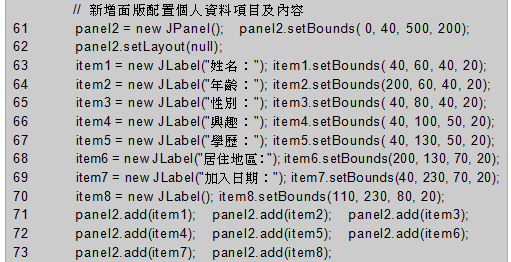 // 新增面版配置個人資料項目及內容
61 panel2 = new JPanel(); panel2.setBounds( 0, 40, 500, 200);
62 panel2.setLayout(null);
63 item1 = new JLabel("姓名："); item1.setBounds( 40, 60, 40, 20);
64 item2 = new JLabel("年齡："); item2.setBounds(200, 60, 40, 20);
65 item3 = new JLabel("性別："); item3.setBounds( 40, 80, 40, 20);
66 item4 = new JLabel("興趣："); item4.setBounds( 40, 100, 50, 20);
67 item5 = new JLabel("學歷："); item5.setBounds( 40, 130, 50, 20);
68 item6 = new JLabel("居住地區:"); item6.setBounds(200, 130, 70, 20);
69 item7 = new JLabel("加入日期："); item7.setBounds(40, 230, 70, 20);
70 item8 = new JLabel(); item8.setBounds(110, 230, 80, 20);
71 panel2.add(item1); panel2.add(item2); panel2.add(item3);
72 panel2.add(item4); panel2.add(item5); panel2.add(item6);
73 panel2.add(item7); panel2.add(item8);